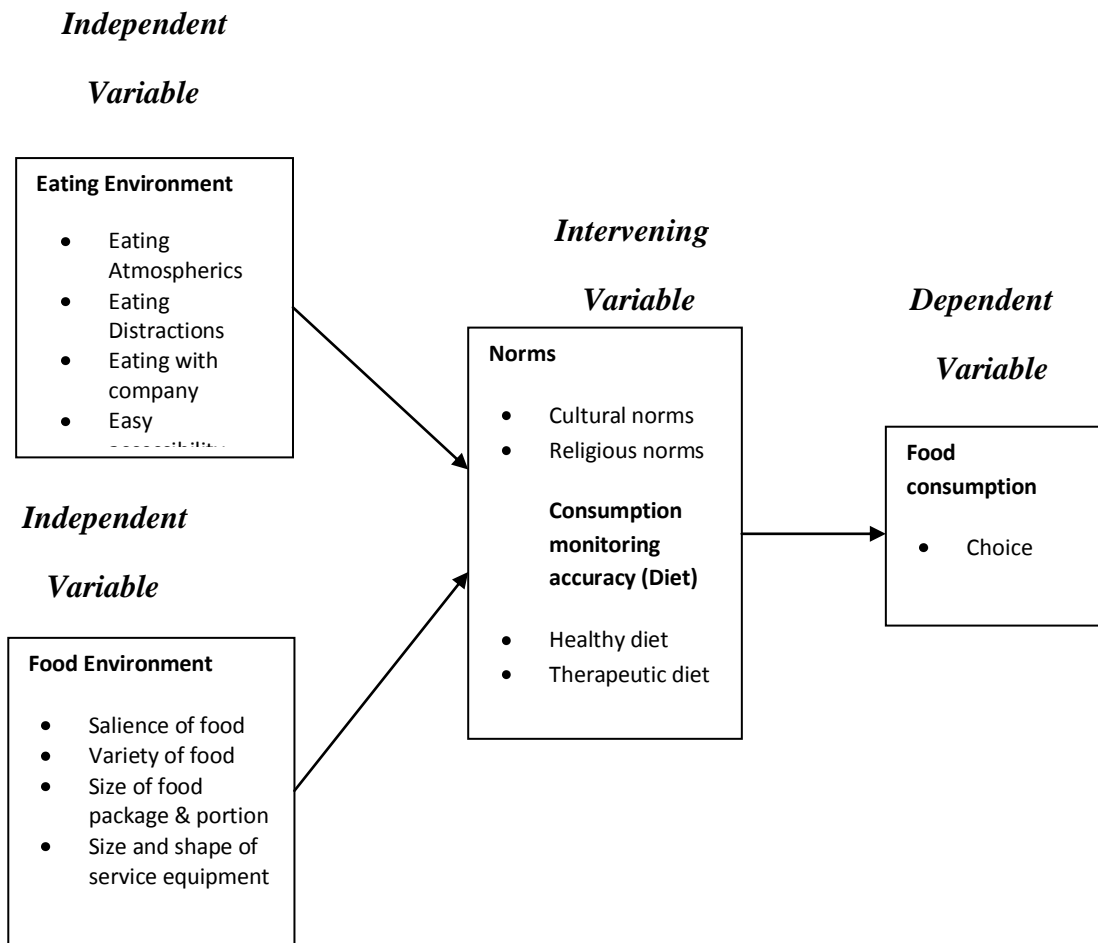 Independent
Variable
Eating Environment
● Eating
Atmospherics
● Eating
Distractions
● Eating with
company
● Easy
Independent
Variable
Food Environment
● Salience of food
● Variety of food
● Size of food
package & portion
● Size and shape of
service equipment
Intervening
Variable
Norms
● Cultural norms
● Religious norms
Consumption
monitoring
accuracy (Diet)
● Healthy diet
● Therapeutic diet
Dependent
Variable
Food
consumption
● Choice